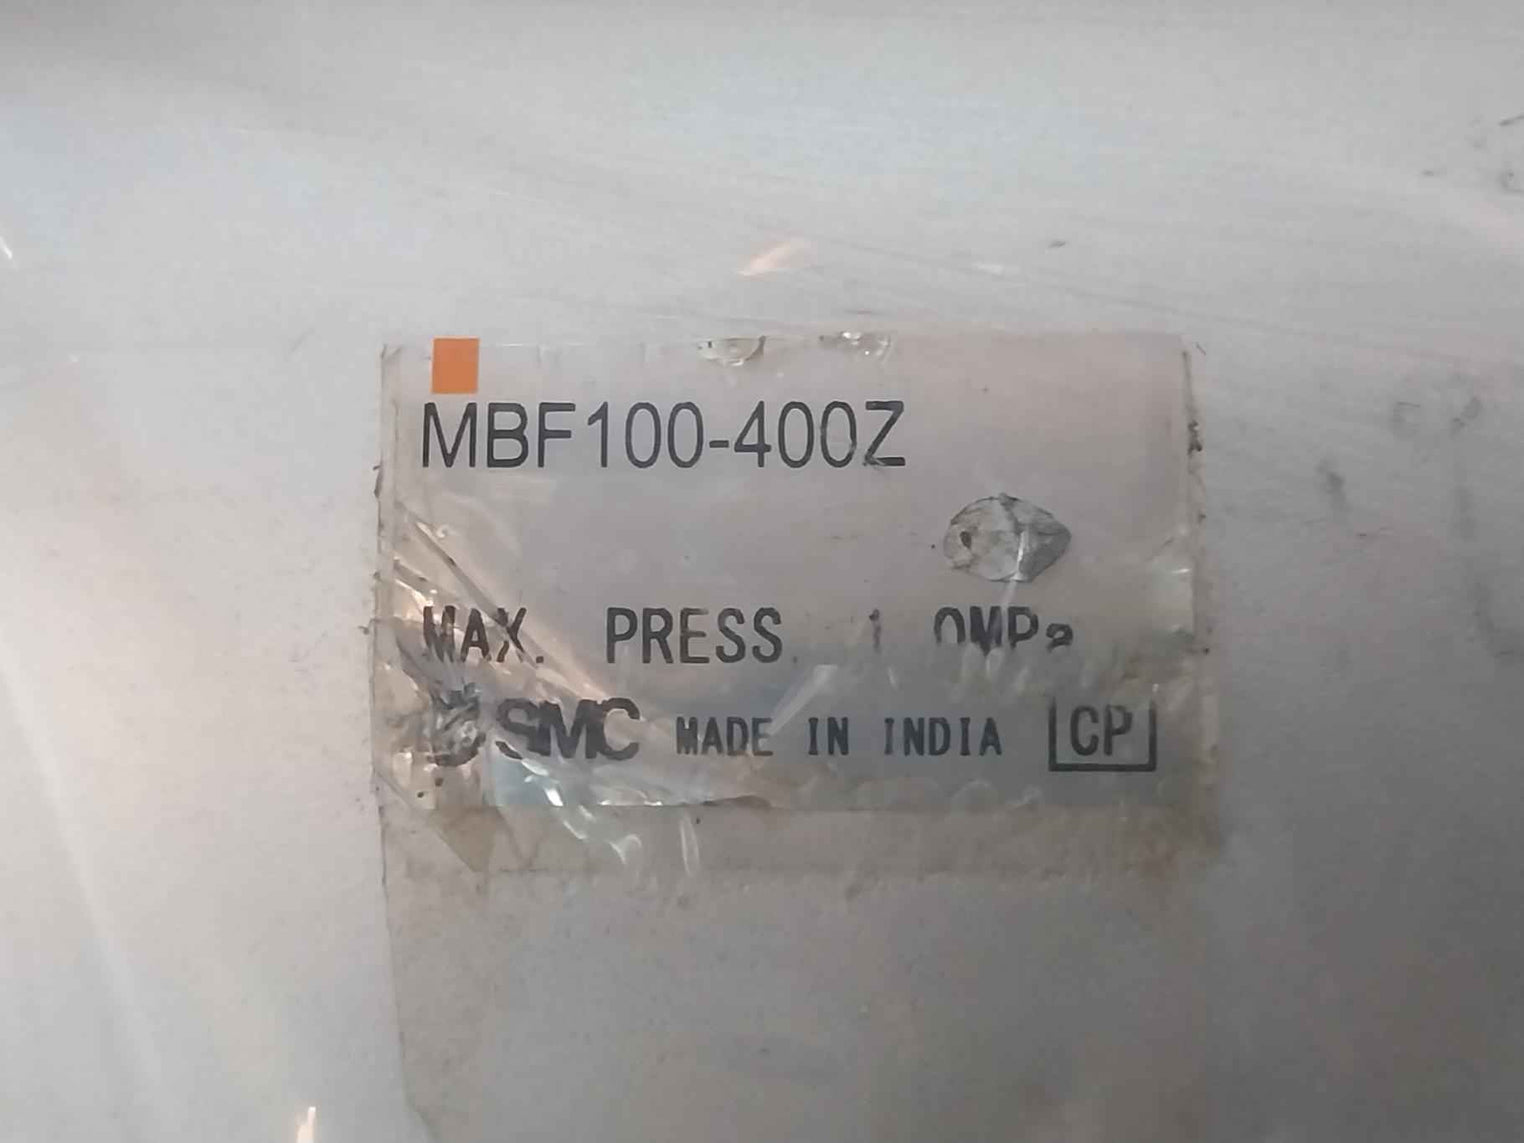 MBF100-400Z
MAX. PRESS. 1.0MPa
SMC MADE IN INDIA CP